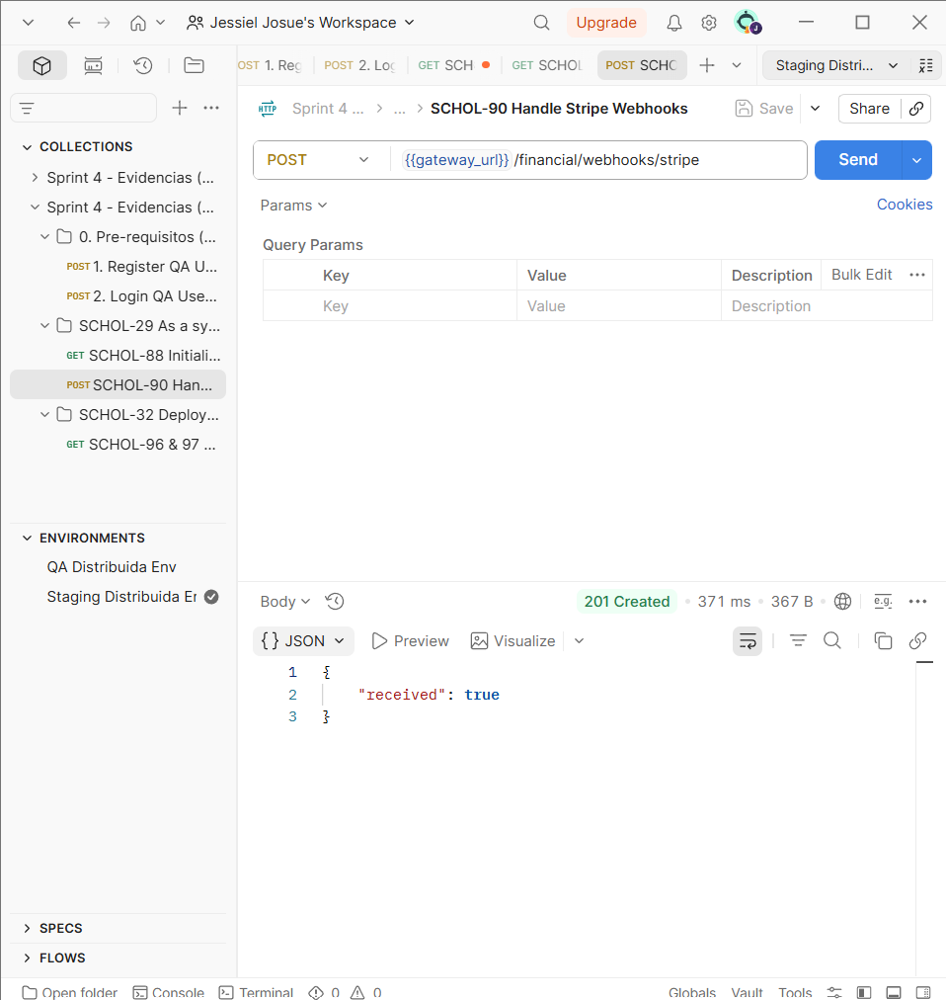 Jessiel Josue's Workspace
Upgrade
J
OST 1. Reg
POST 2. Log
GET SCH
GET SCHOL
POST SCHO
Staging Distri...
HTTP Sprint 4 ... > ... > SCHOL-90 Handle Stripe Webhooks
Save
Share
COLLECTIONS
Sprint 4 - Evidencias (...
Sprint 4 - Evidencias (...
0. Pre-requisitos (...
POST 1. Register QA U...
POST 2. Login QA Use...
SCHOL-29 As a sy...
GET SCHOL-88 Initiali...
POST SCHOL-90 Han...
SCHOL-32 Deploy...
GET SCHOL-96 & 97 ...
ENVIRONMENTS
QA Distribuida Env
Staging Distribuida Er
SPECS
FLOWS
POST
{{gateway_url}} /financial/webhooks/stripe
Send
Params
Cookies
Query Params
Key Value Description Bulk Edit ...
Key Value Description
Body
201 Created • 371 ms • 367 B •
e.g.
{} JSON
Preview
Visualize
1 {
2 "received": true
3 }
Open folder
Console
Terminal
0
0
Globals
Vault
Tools